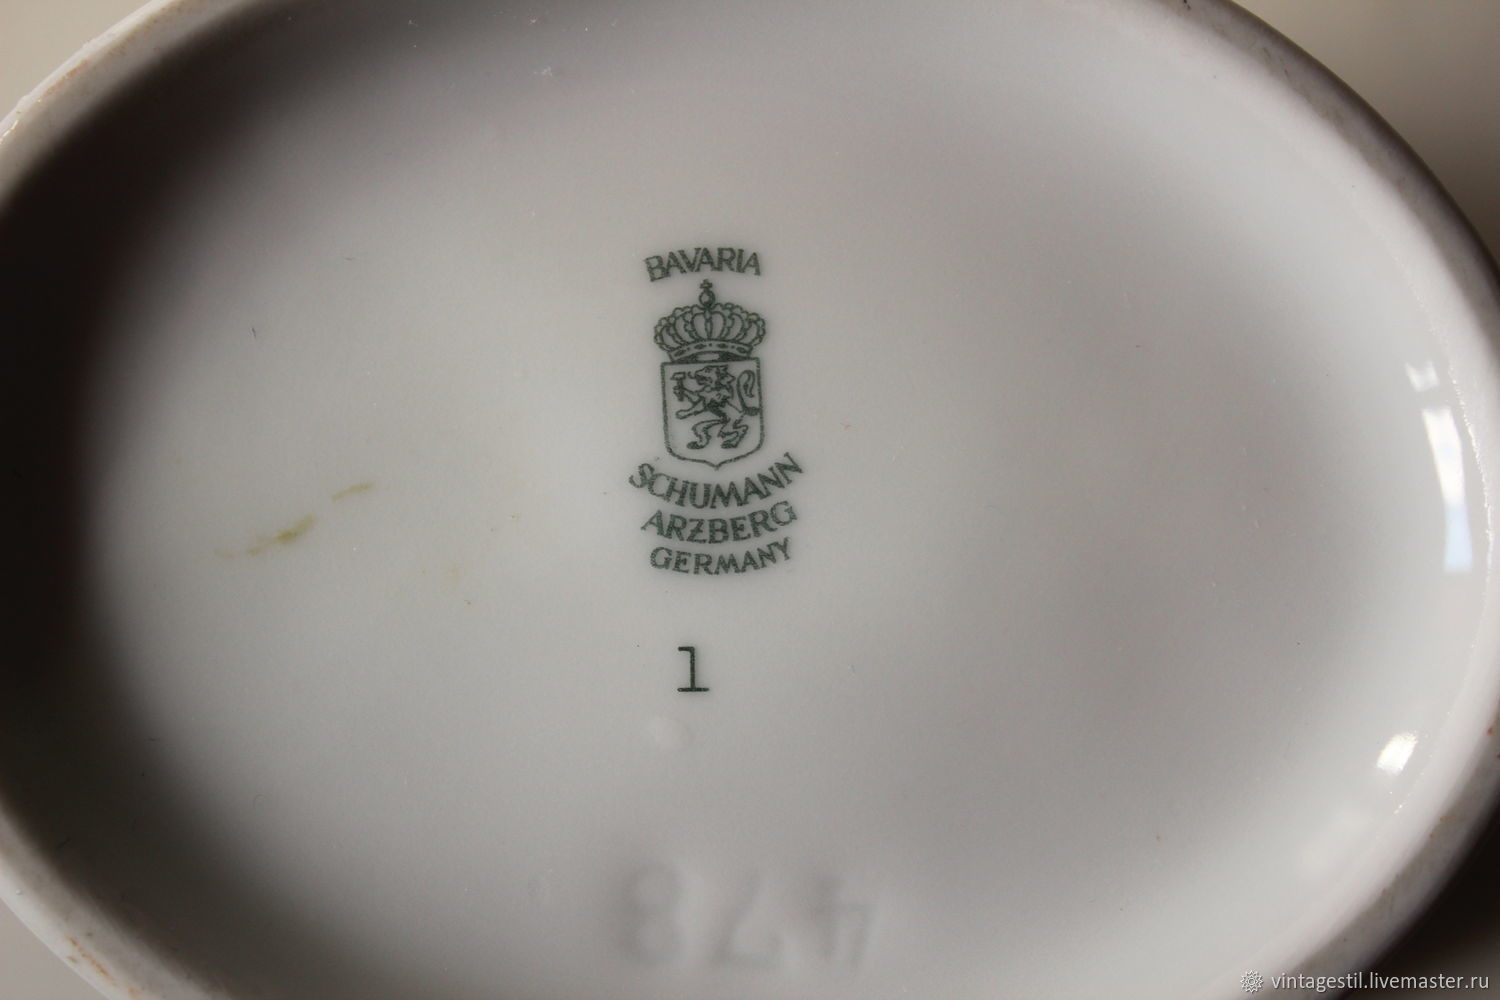 BAVARIA
SCHUMANN
ARZBERG
GERMANY
1
vintagestil.livemaster.ru